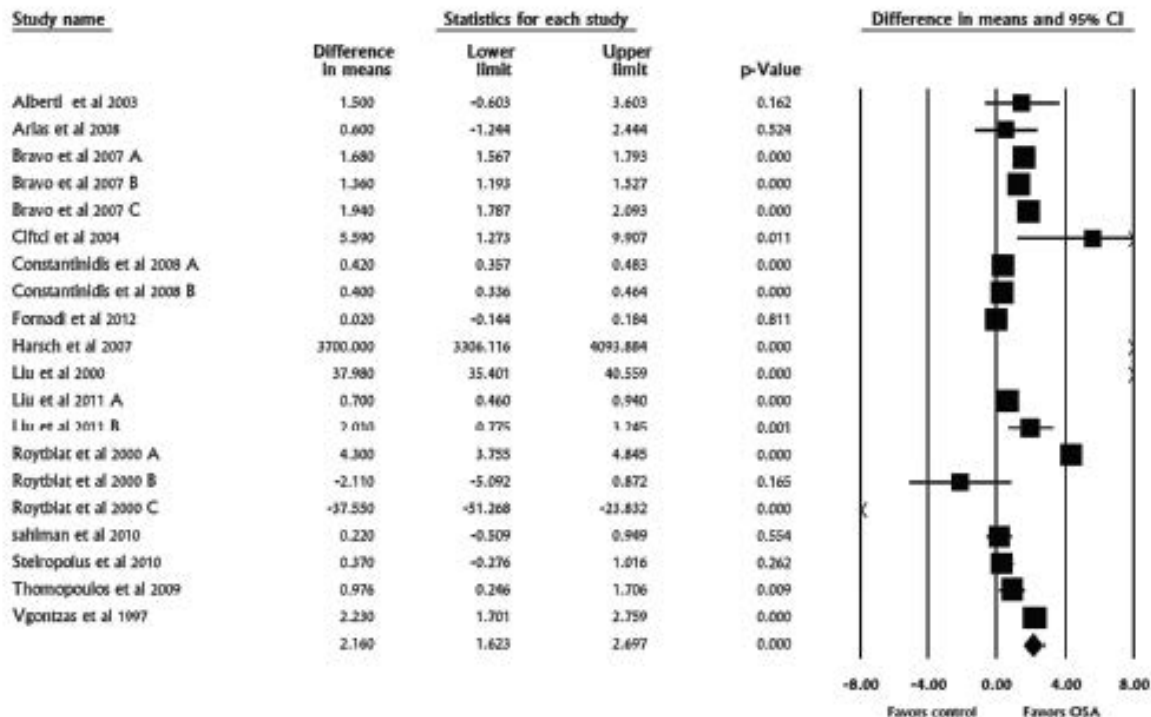 Study name Statistics for each study Difference in means and 95% CI
Difference in means Lower limit Upper limit p-Value
Alberti et al 2003 1.500 -0.603 3.603 0.162
Arias et al 2008 0.600 -1.244 2.444 0.524
Bravo et al 2007 A 1.680 1.567 1.793 0.000
Bravo et al 2007 B 1.360 1.193 1.527 0.000
Bravo et al 2007 C 1.940 1.787 2.093 0.000
Ciftci et al 2004 5.590 1.273 9.907 0.011
Constantinidis et al 2008 A 0.420 0.357 0.483 0.000
Constantinidis et al 2008 B 0.400 0.336 0.464 0.000
Fornadi et al 2012 0.020 -0.144 0.184 0.811
Harsch et al 2007 3700.000 3306.116 4093.884 0.000
Liu et al 2000 37.980 35.401 40.559 0.000
Liu et al 2011 A 0.700 0.460 0.940 0.000
Liu et al 2011 B 2.010 0.775 3.245 0.001
Roytblat et al 2000 A 4.300 3.755 4.845 0.000
Roytblat et al 2000 B -2.110 -5.092 0.872 0.165
Roytblat et al 2000 C -37.550 -51.268 -23.832 0.000
sahlman et al 2010 0.220 -0.509 0.949 0.554
Steiropolus et al 2010 0.370 -0.276 1.016 0.262
Thomopoulos et al 2009 0.976 0.246 1.706 0.009
Vgontzas et al 1997 2.230 1.701 2.759 0.000
2.160 1.623 2.697 0.000
-8.00 -4.00 0.00 4.00 8.00
Favors control Favors OSA